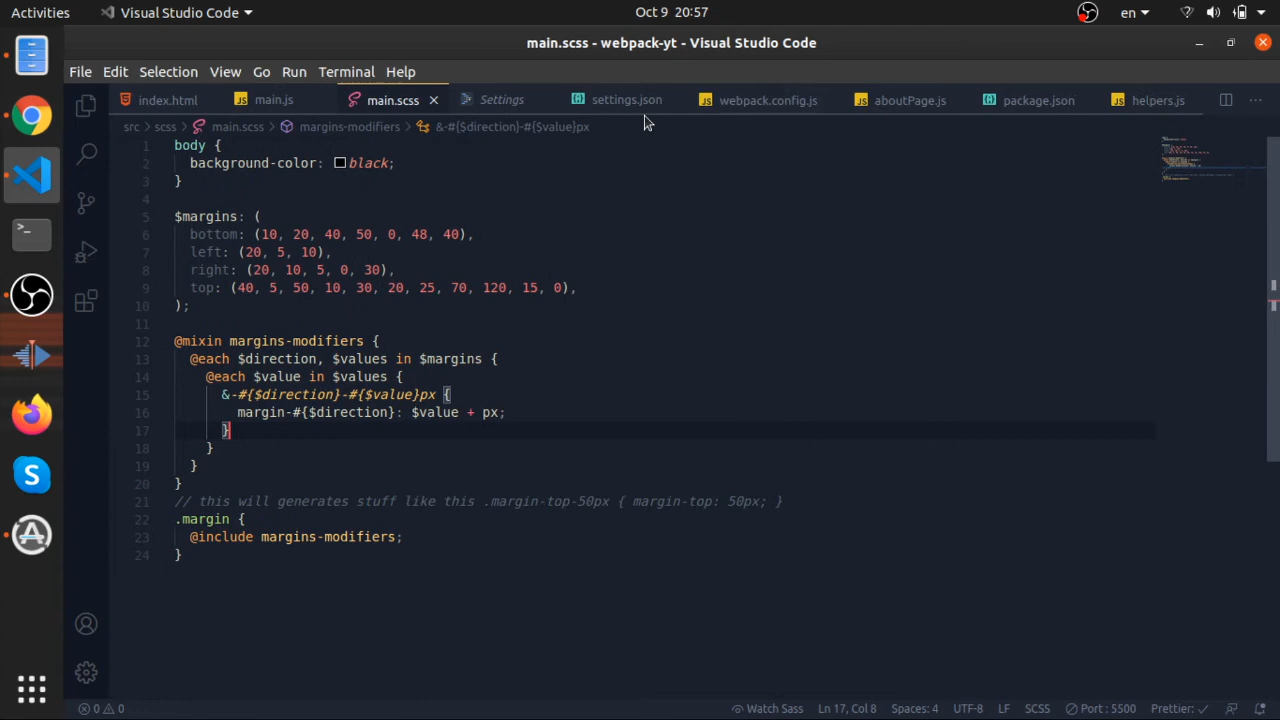 Activities
Visual Studio Code
Oct 9 20:57
en
main.scss - webpack-yt - Visual Studio Code
File Edit Selection View Go Run Terminal Help
index.html
JS main.js
main.scss
Settings
settings.json
JS webpack.config.js
JS aboutPage.js
package.json
JS helpers.js
src > scss > main.scss > margins-modifiers > &-#{$direction}-#{$value}px
1 body {
2 background-color: black;
3 }
4
5 $margins: (
6 bottom: (10, 20, 40, 50, 0, 48, 40),
7 left: (20, 5, 10),
8 right: (20, 10, 5, 0, 30),
9 top: (40, 5, 50, 10, 30, 20, 25, 70, 120, 15, 0),
10 );
11
12 @mixin margins-modifiers {
13 @each $direction, $values in $margins {
14 @each $value in $values {
15 &-#{$direction}-#{$value}px {
16 margin-#{$direction}: $value + px;
17 }
18 }
19 }
20 }
21 // this will generates stuff like this .margin-top-50px { margin-top: 50px; }
22 .margin {
23 @include margins-modifiers;
24 }
0 0
Watch Sass
Ln 17, Col 8
Spaces: 4
UTF-8
LF
SCSS
Port : 5500
Prettier: